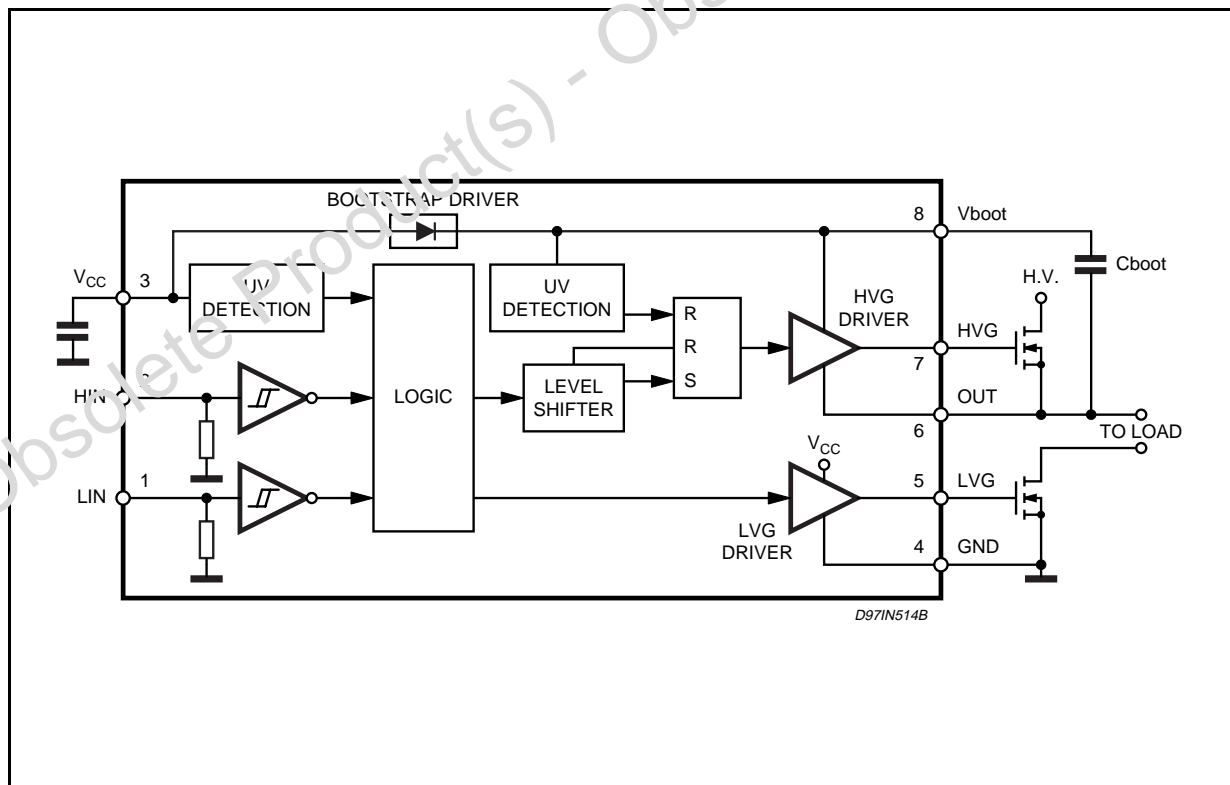 Obsolete Product(s) - Obs
BOOTSTRAP DRIVER
8
Vboot
VCC
3
UV
DETECTION
UV
DETECTION
Cboot
H.V.
HVG
DRIVER
R
R
S
HVG
7
HIN
LOGIC
LEVEL
SHIFTER
OUT
6
TO LOAD
VCC
LIN
1
5
LVG
LVG
DRIVER
4
GND
D97IN514B